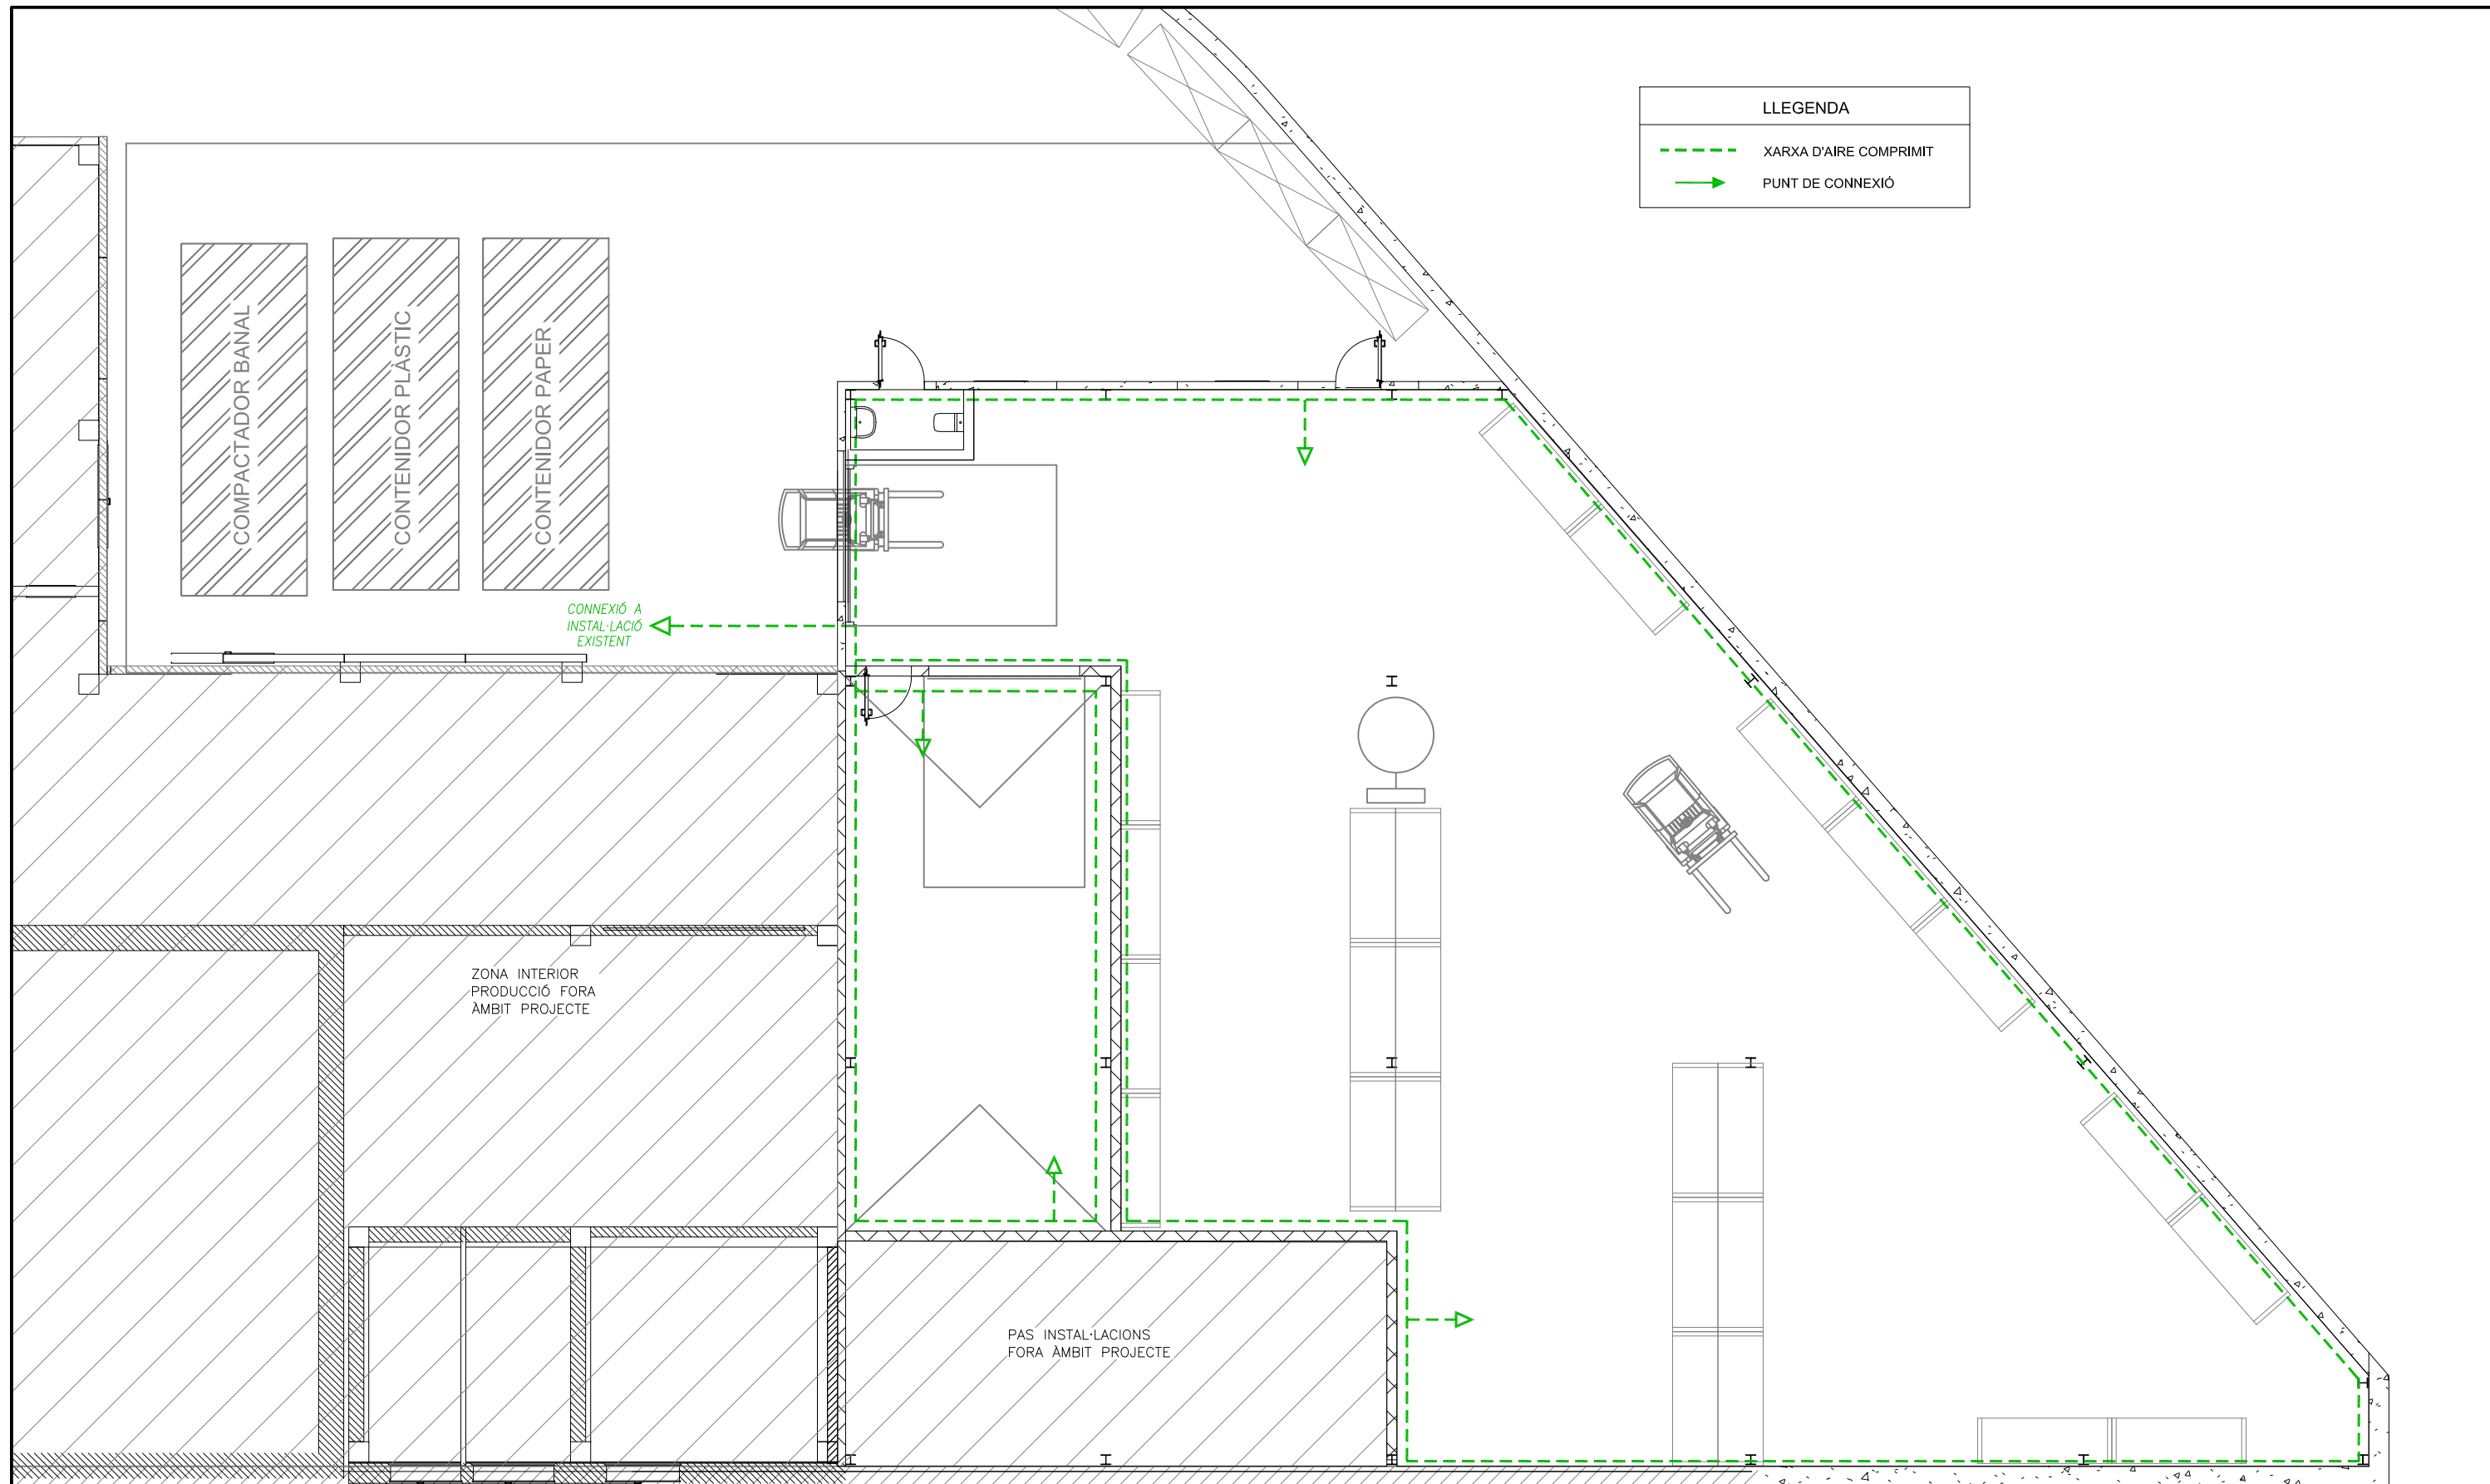 LLEGENDA
XARXA D'AIRE COMPRIMIT
PUNT DE CONNEXIÓ
COMPACTADOR BANAL
CONTENIDOR PLÀSTIC
CONTENIDOR PAPER
CONNEXIÓ A
INSTAL·LACIÓ
EXISTENT
ZONA INTERIOR
PRODUCCIÓ FORA
ÀMBIT PROJECTE
PAS INSTAL·LACIONS
FORA ÀMBIT PROJECTE